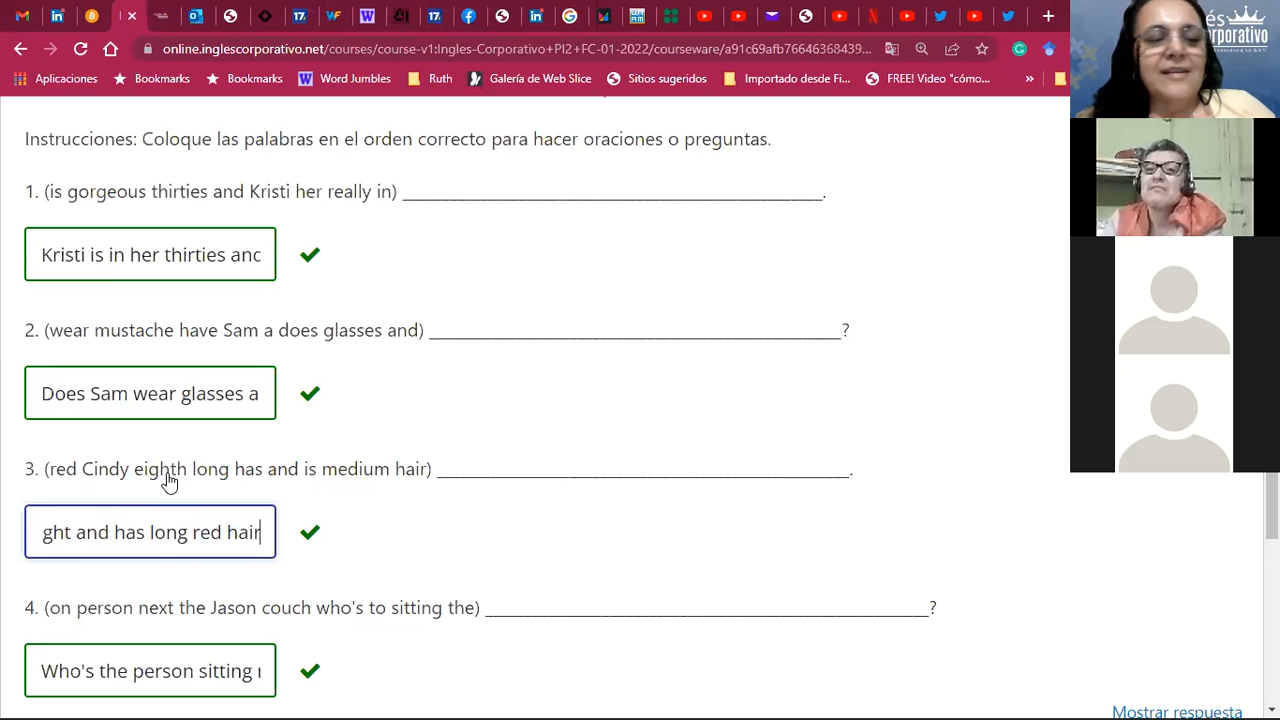 online.inglescorporativo.net/courses/course-v1:Ingles-Corporativo+PI2+FC-01-2022/courseware/a91c69afb76646368439...
Aplicaciones
Bookmarks
Bookmarks
Word Jumbles
Ruth
Galería de Web Slice
Sitios sugeridos
Importado desde Fi...
FREE! Video "cómo...
»
Instrucciones: Coloque las palabras en el orden correcto para hacer oraciones o preguntas.
1. (is gorgeous thirties and Kristi her really in) ____________________.
Kristi is in her thirties and
2. (wear mustache have Sam a does glasses and) ____________________?
Does Sam wear glasses a
3. (red Cindy eighth long has and is medium hair) ____________________.
ght and has long red hair
4. (on person next the Jason couch who's to sitting the) ____________________?
Who's the person sitting
Mostrar respuesta